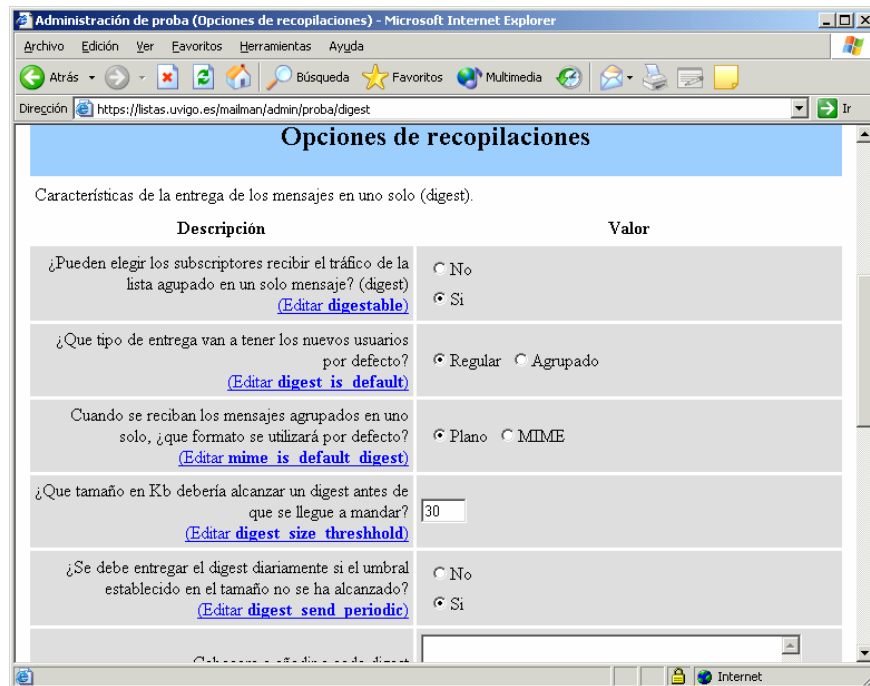 Administración de proba (Opciones de recopilaciones) - Microsoft Internet Explorer
Archivo Edición Ver Favoritos Herramientas Ayuda
Atrás Búsqueda Favoritos Multimedia
Dirección https://listas.uvigo.es/mailman/admin/proba/digest Ir
Opciones de recopilaciones
Características de la entrega de los mensajes en uno solo (digest).
Descripción Valor
¿Pueden elegir los subscriptores recibir el tráfico de la
lista agupado en un solo mensaje? (digest)
(Editar digestable)
No
Si
¿Que tipo de entrega van a tener los nuevos usuarios
por defecto?
(Editar digest_is_default)
Regular Agrupado
Cuando se reciban los mensajes agrupados en uno
solo, ¿que formato se utilizará por defecto?
(Editar mime_is_default_digest)
Plano MIME
¿Que tamaño en Kb debería alcanzar un digest antes de
que se llegue a mandar?
(Editar digest_size_threshhold)
30
¿Se debe entregar el digest diariamente si el umbral
establecido en el tamaño no se ha alcanzado?
(Editar digest_send_periodic)
No
Si
Internet